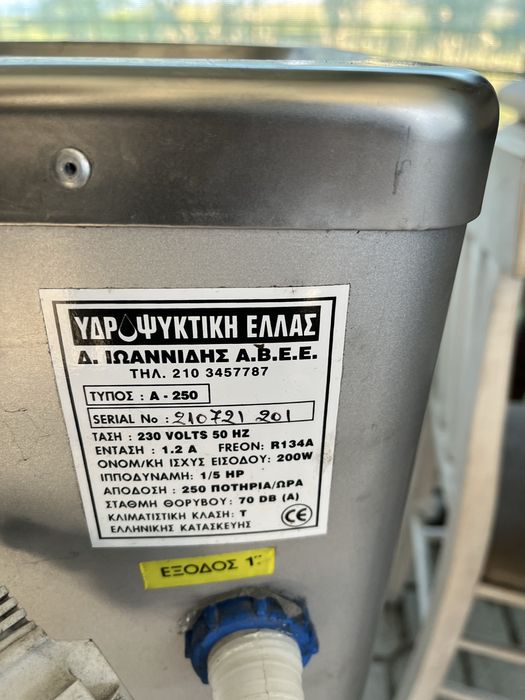 ΥΔΡΟΨΥΚΤΙΚΗ ΕΛΛΑΣ
Δ. ΙΩΑΝΝΙΔΗΣ Α.Β.Ε.Ε.
ΤΗΛ. 210 3457787
ΤΥΠΟΣ : A - 250
SERIAL No : 210721 201
ΤΑΣΗ : 230 VOLTS 50 HZ
ΕΝΤΑΣΗ : 1.2 A FREON: R134A
ΟΝΟΜ/ΚΗ ΙΣΧΥΣ ΕΙΣΟΔΟΥ: 200W
ΙΠΠΟΔΥΝΑΜΗ: 1/5 HP
ΑΠΟΔΟΣΗ : 250 ΠΟΤΗΡΙΑ/ΩΡΑ
ΣΤΑΘΜΗ ΘΟΡΥΒΟΥ: 70 DB (A)
ΚΛΙΜΑΤΙΣΤΙΚΗ ΚΛΑΣΗ: T
ΕΛΛΗΝΙΚΗΣ ΚΑΤΑΣΚΕΥΗΣ CE
ΕΞΟΔΟΣ 1"